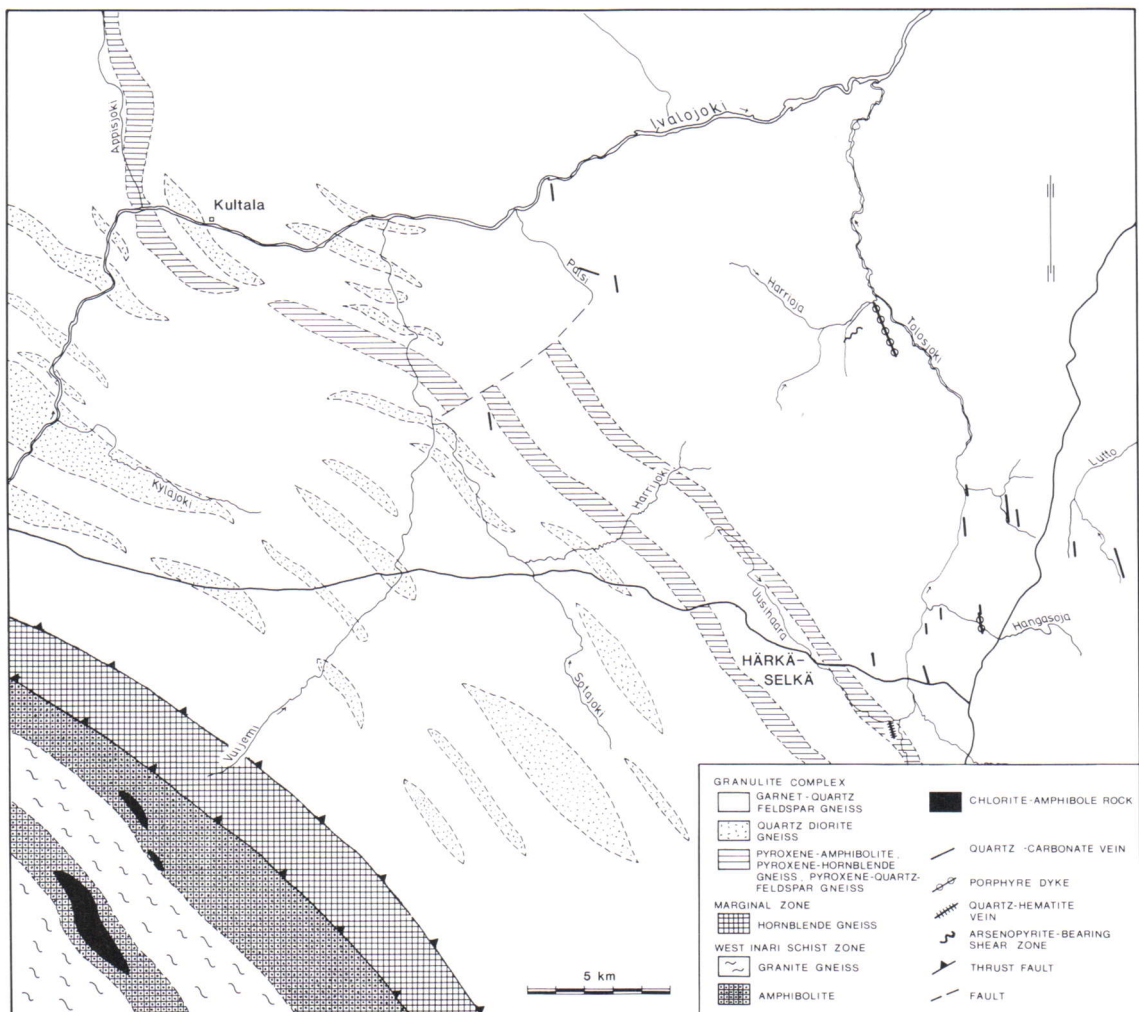 Appisjoki
Ivalojoki
Kultala
Palsi
Harrioja
Tolosjoki
Lutto
Kyläjoki
Harrijoki
Uusihaara
Hangasoja
HÄRKÄ-
SELKÄ
Sotajoki
Vuijemi
5 km
GRANULITE COMPLEX
GARNET-QUARTZ
FELDSPAR GNEISS
QUARTZ DIORITE
GNEISS
PYROXENE-AMPHIBOLITE,
PYROXENE-HORNBLENDE
GNEISS, PYROXENE-QUARTZ-
FELDSPAR GNEISS
MARGINAL ZONE
HORNBLENDE GNEISS
WEST INARI SCHIST ZONE
GRANITE GNEISS
AMPHIBOLITE
CHLORITE-AMPHIBOLE ROCK
QUARTZ -CARBONATE VEIN
PORPHYRE DYKE
QUARTZ-HEMATITE
VEIN
ARSENOPYRITE-BEARING
SHEAR ZONE
THRUST FAULT
FAULT